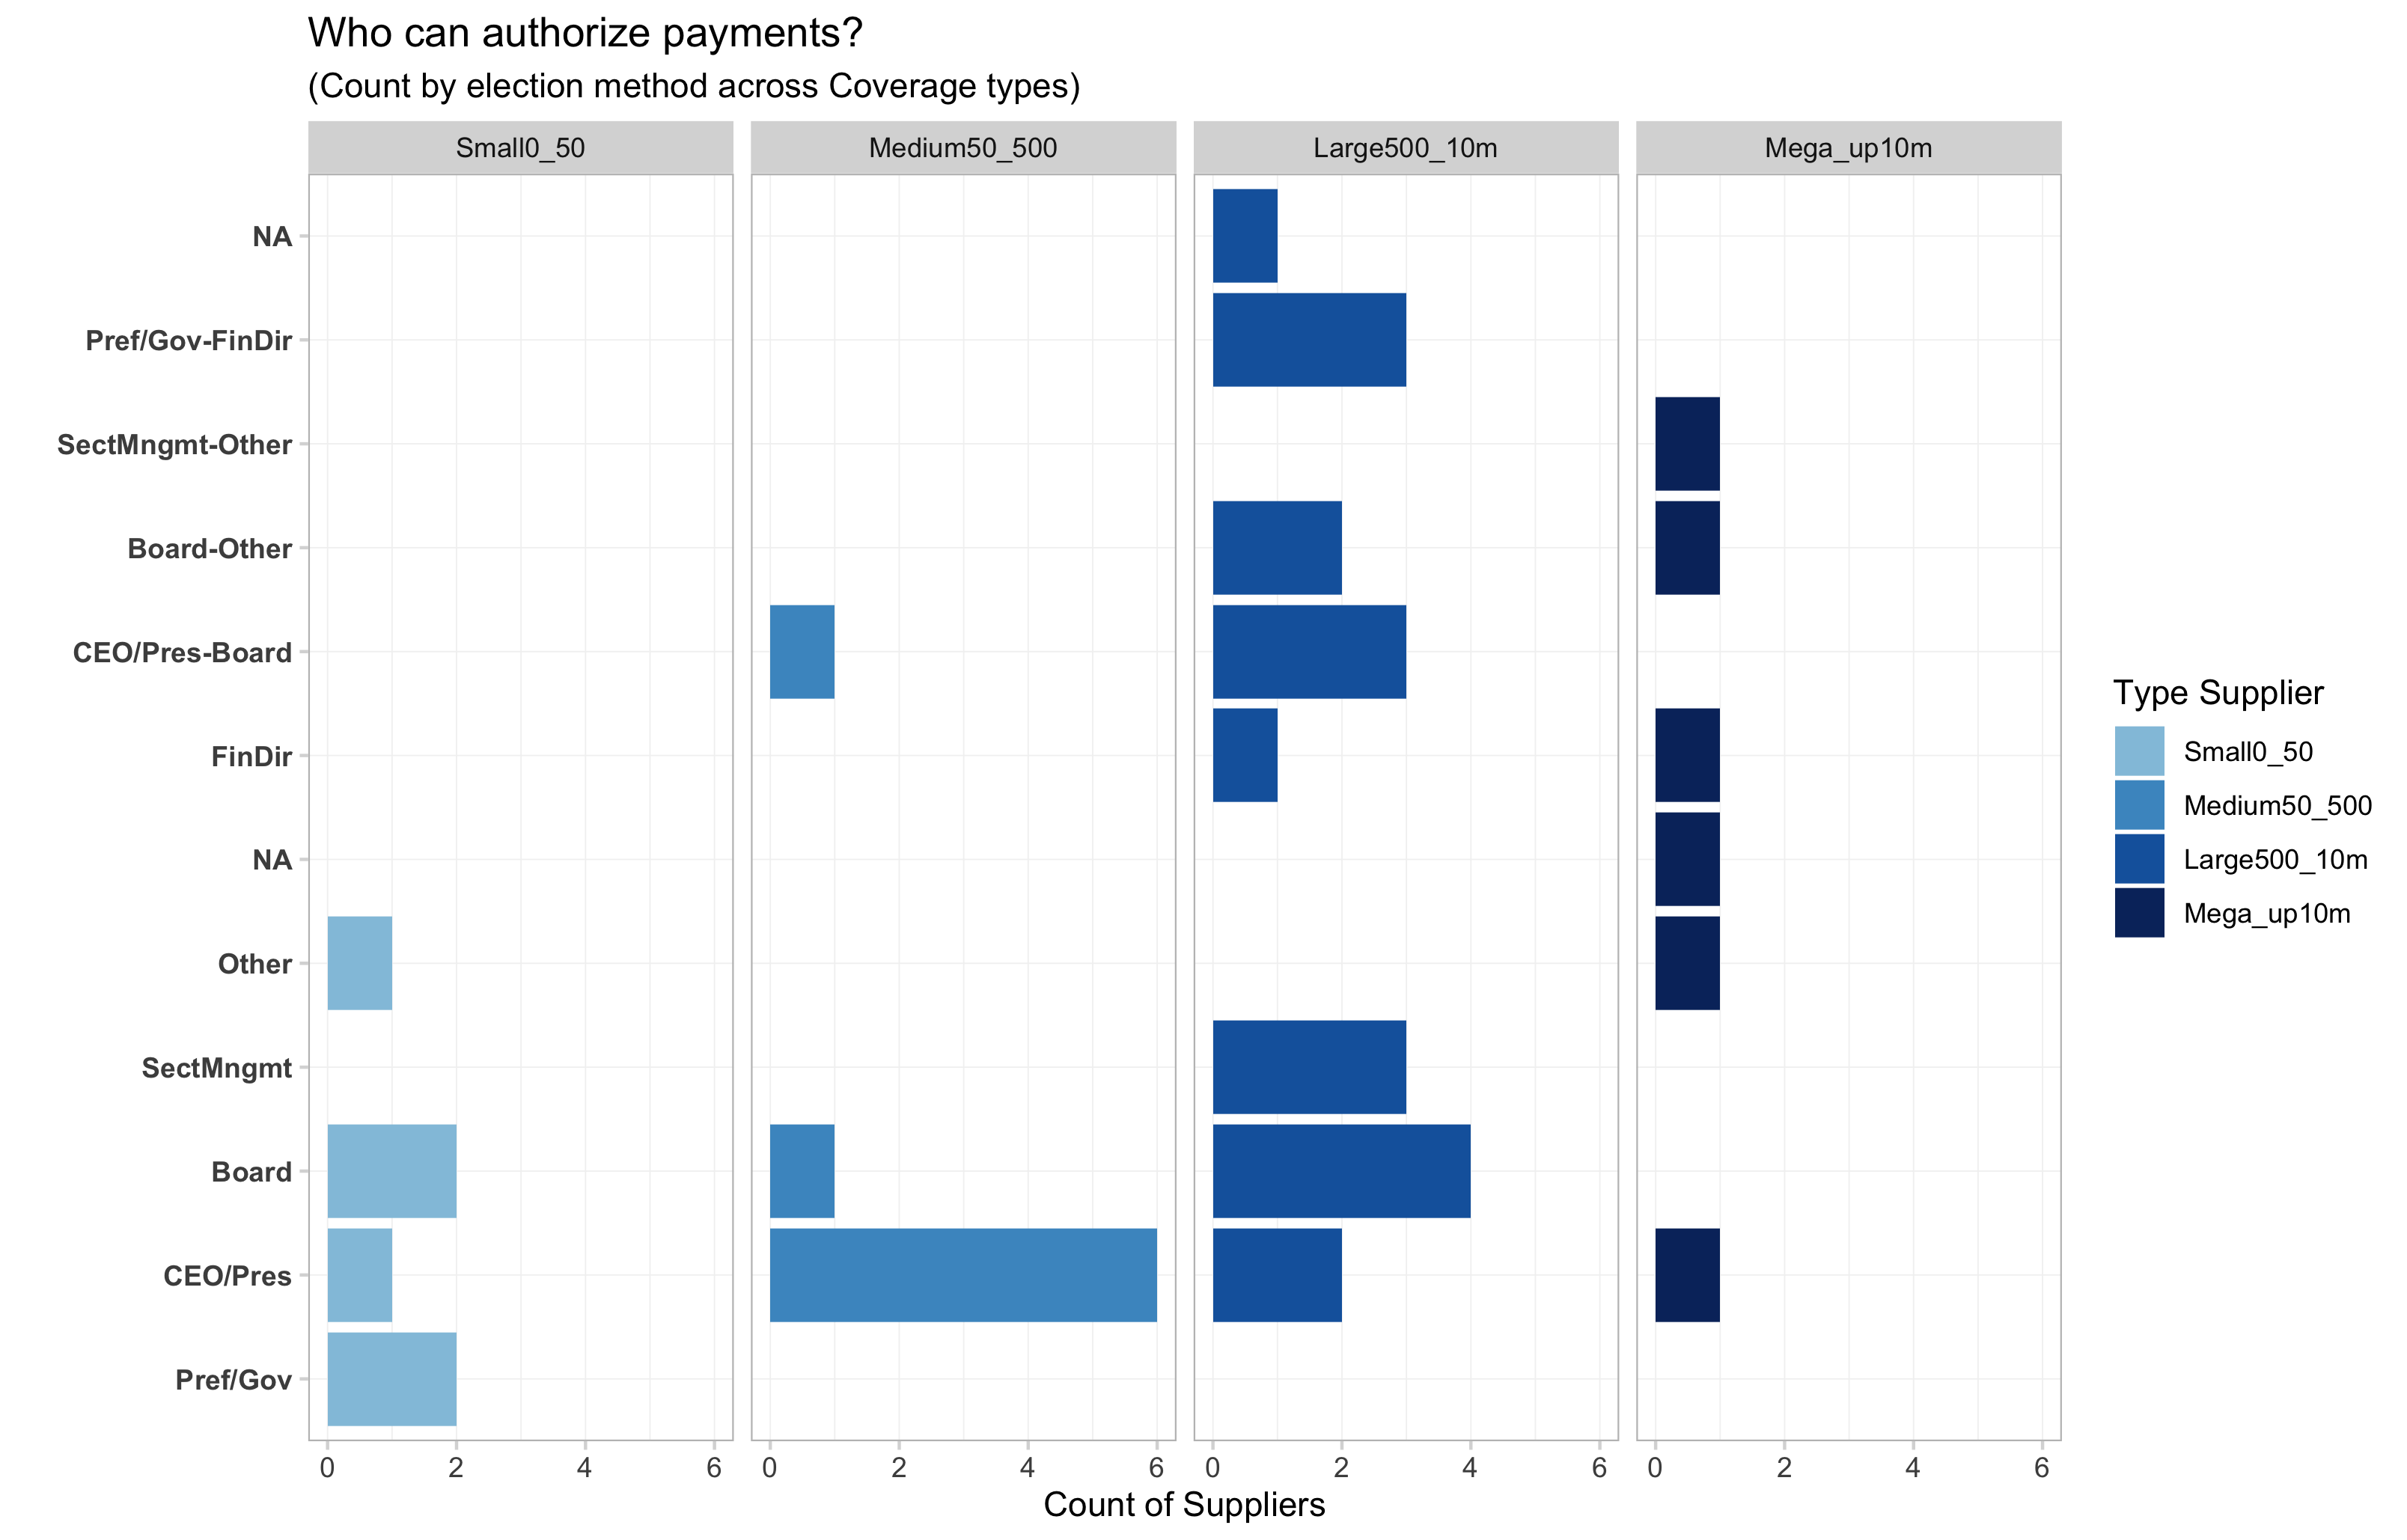 Who can authorize payments?
(Count by election method across Coverage types)
Small0_50
Medium50_500
Large500_10m
Mega_up10m
NA
Pref/Gov-FinDir
SectMngmt-Other
Board-Other
CEO/Pres-Board
FinDir
NA
Other
SectMngmt
Board
CEO/Pres
Pref/Gov
0 2 4 6
0 2 4 6
0 2 4 6
0 2 4 6
Count of Suppliers
Type Supplier
Small0_50
Medium50_500
Large500_10m
Mega_up10m